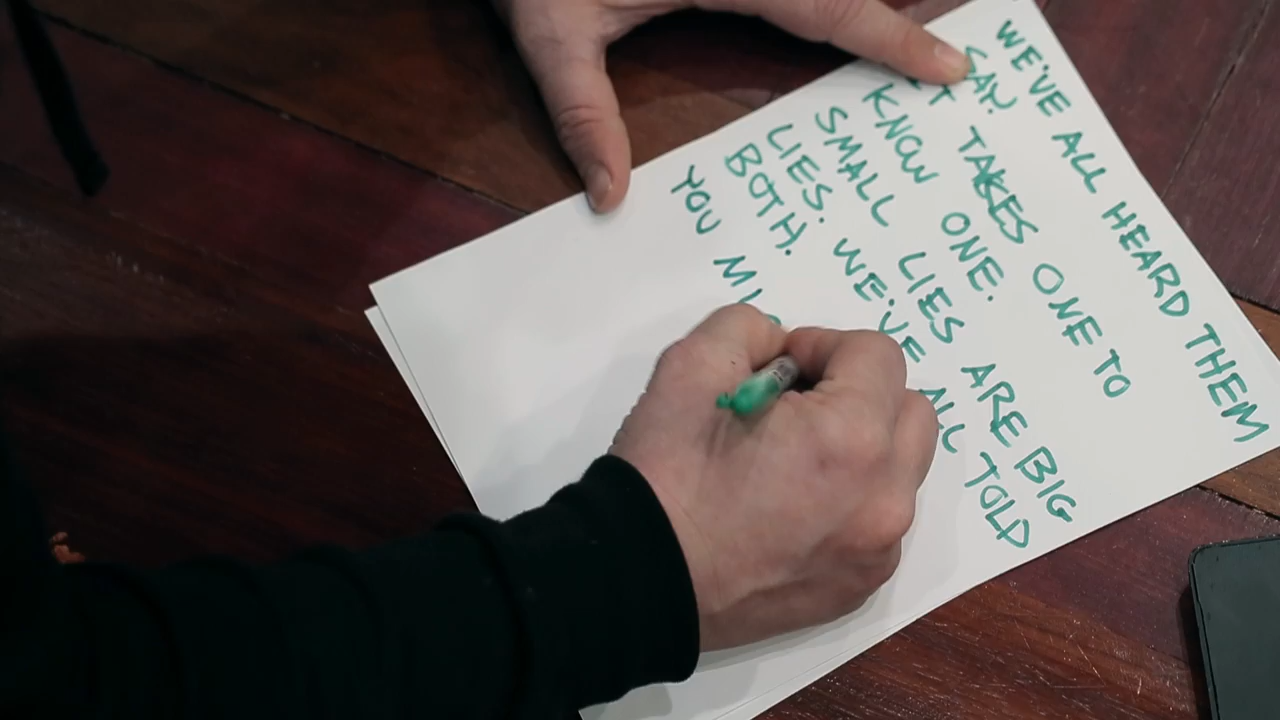 WE'VE ALL HEARD THEM
SAY.
IT TAKES ONE TO
KNOW ONE.
SMALL LIES ARE BIG
LIES. WE'VE ALL TOLD
BOTH.
YOU